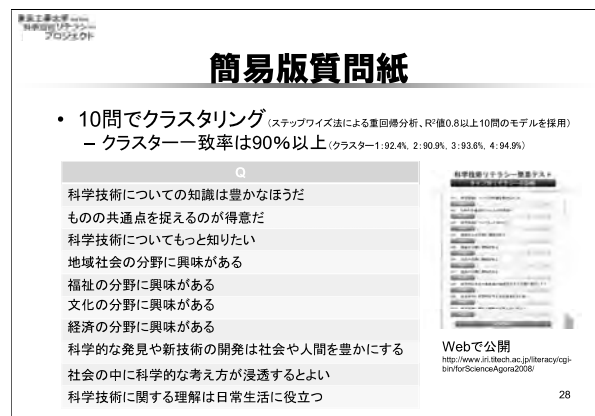 東京工業大学
科学技術リテラシー
プロジェクト
簡易版質問紙
• 10問でクラスタリング(ステップワイズ法による重回帰分析、R²値0.8以上10問のモデルを採用)
– クラスター一致率は90%以上(クラスター1:92.4%, 2:90.9%, 3:93.6%, 4:94.9%)
Q
科学技術についての知識は豊かなほうだ
ものの共通点を捉えるのが得意だ
科学技術についてもっと知りたい
地域社会の分野に興味がある
福祉の分野に興味がある
文化の分野に興味がある
経済の分野に興味がある
科学的な発見や新技術の開発は社会や人間を豊かにする
社会の中に科学的な考え方が浸透するとよい
科学技術に関する理解は日常生活に役立つ
科学技術リテラシー簡易テスト
Webで公開
http://www.iri.titech.ac.jp/literacy/cgi-
bin/forScienceAgora2008/
28